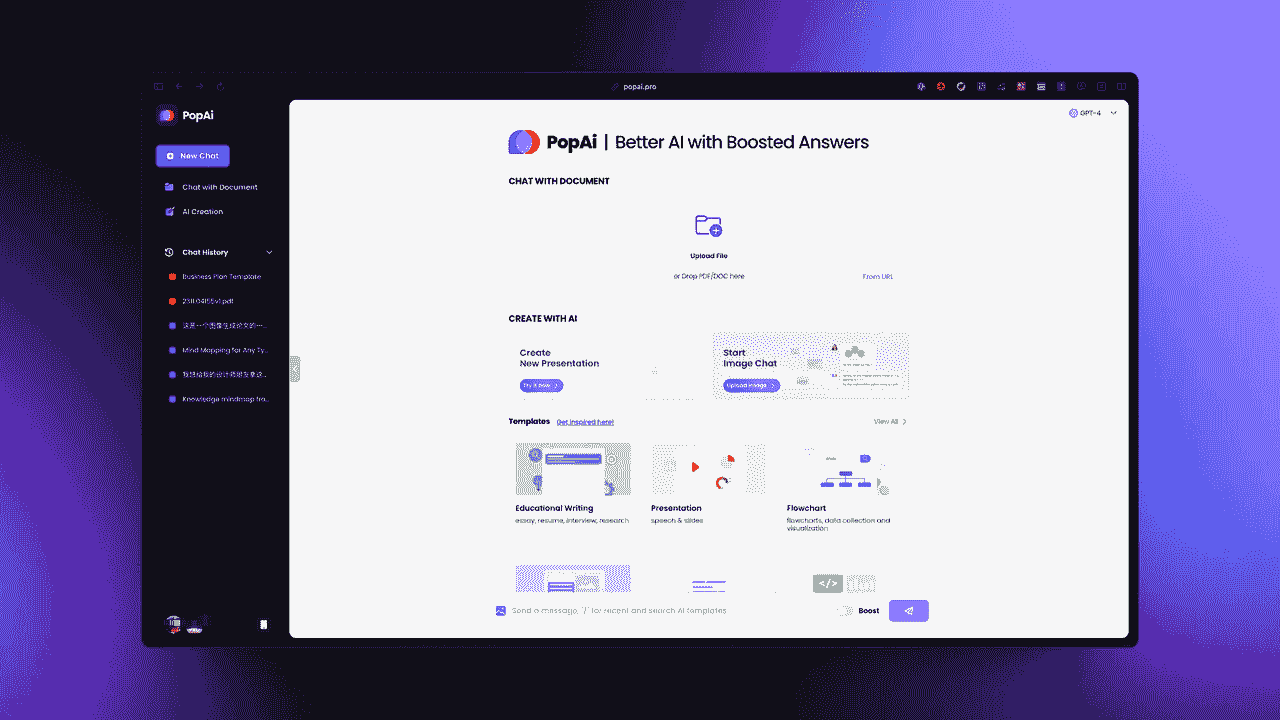 popai.pro
PopAi
New Chat
Chat with Document
AI Creation
Chat History
Business Plan Template
2311.04155v1.pdf
Mind Mapping for Any Ty...
Knowledge mindmap fro...
GPT-4
PopAi | Better AI with Boosted Answers
CHAT WITH DOCUMENT
Upload File
or Drop PDF/DOC here
From URL
CREATE WITH AI
Create
New Presentation
Try it now
Start
Image Chat
Upload Image
Templates Get inspired here!
View All
Educational Writing
essay, resume, interview, research
Presentation
speech & slides
Flowchart
flowcharts, data collection and
visualization
</>
Send a message, '/' for recent and search AI templates
Boost